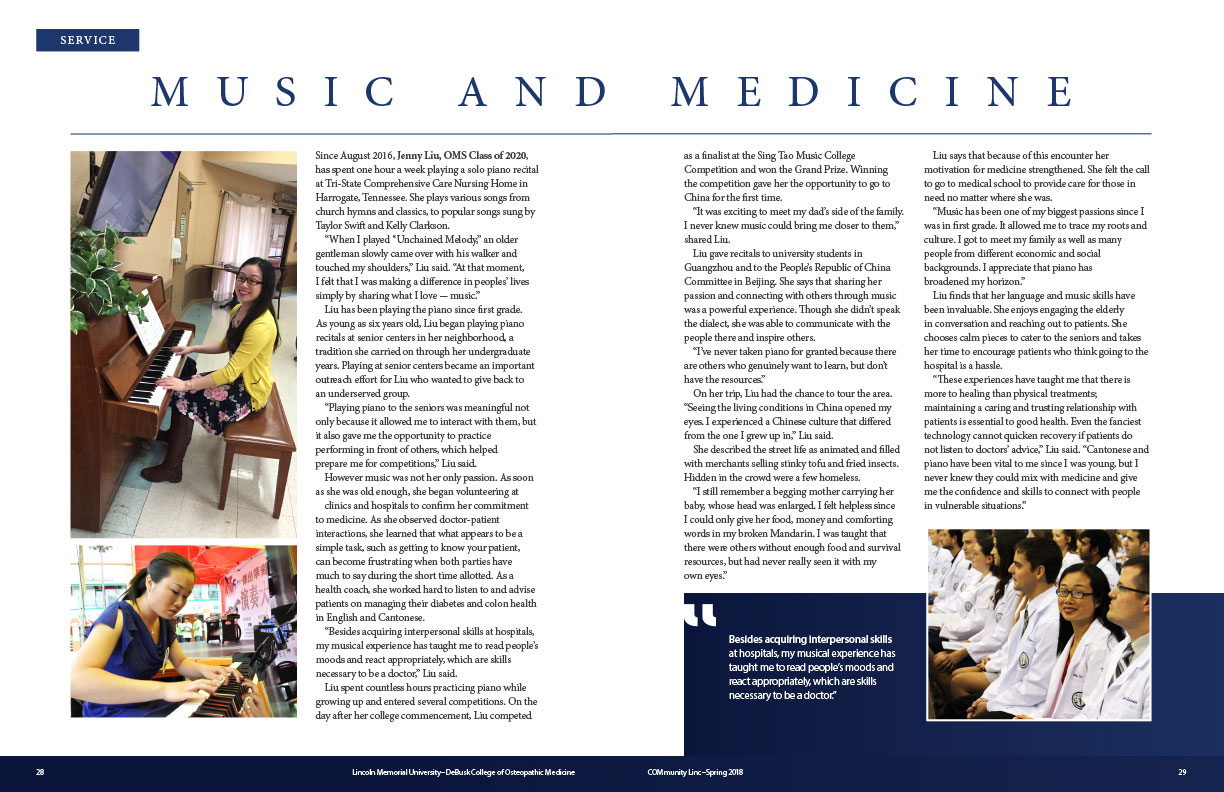 SERVICE
MUSIC AND MEDICINE
Since August 2016, Jenny Liu, OMS Class of 2020,
has spent one hour a week playing a solo piano recital
at Tri-State Comprehensive Care Nursing Home in
Harrogate, Tennessee. She plays various songs from
church hymns and classics, to popular songs sung by
Taylor Swift and Kelly Clarkson.
“When I played “Unchained Melody,” an older
gentleman slowly came over with his walker and
touched my shoulders,” Liu said. “At that moment,
I felt that I was making a difference in peoples’ lives
simply by sharing what I love — music.”
Liu has been playing the piano since first grade.
As young as six years old, Liu began playing piano
recitals at senior centers in her neighborhood, a
tradition she carried on through her undergraduate
years. Playing at senior centers became an important
outreach effort for Liu who wanted to give back to
an underserved group.
“Playing piano to the seniors was meaningful not
only because it allowed me to interact with them, but
it also gave me the opportunity to practice
performing in front of others, which helped
prepare me for competitions,” Liu said.
However music was not her only passion. As soon
as she was old enough, she began volunteering at
clinics and hospitals to confirm her commitment
to medicine. As she observed doctor-patient
interactions, she learned that what appears to be a
simple task, such as getting to know your patient,
can become frustrating when both parties have
much to say during the short time allotted. As a
health coach, she worked hard to listen to and advise
patients on managing their diabetes and colon health
in English and Cantonese.
“Besides acquiring interpersonal skills at hospitals,
my musical experience has taught me to read people’s
moods and react appropriately, which are skills
necessary to be a doctor,” Liu said.
Liu spent countless hours practicing piano while
growing up and entered several competitions. On the
day after her college commencement, Liu competed
as a finalist at the Sing Tao Music College
Competition and won the Grand Prize. Winning
the competition gave her the opportunity to go to
China for the first time.
“It was exciting to meet my dad’s side of the family.
I never knew music could bring me closer to them,”
shared Liu.
Liu gave recitals to university students in
Guangzhou and to the People’s Republic of China
Committee in Beijing. She says that sharing her
passion and connecting with others through music
was a powerful experience. Though she didn’t speak
the dialect, she was able to communicate with the
people there and inspire others.
“I’ve never taken piano for granted because there
are others who genuinely want to learn, but don’t
have the resources.”
On her trip, Liu had the chance to tour the area.
“Seeing the living conditions in China opened my
eyes. I experienced a Chinese culture that differed
from the one I grew up in,” Liu said.
She described the street life as animated and filled
with merchants selling stinky tofu and fried insects.
Hidden in the crowd were a few homeless.
“I still remember a begging mother carrying her
baby, whose head was enlarged. I felt helpless since
I could only give her food, money and comforting
words in my broken Mandarin. I was taught that
there were others without enough food and survival
resources, but had never really seen it with my
own eyes.”
Liu says that because of this encounter her
motivation for medicine strengthened. She felt the call
to go to medical school to provide care for those in
need no matter where she was.
“Music has been one of my biggest passions since I
was in first grade. It allowed me to trace my roots and
culture. I got to meet my family as well as many
people from different economic and social
backgrounds. I appreciate that piano has
broadened my horizon.”
Liu finds that her language and music skills have
been invaluable. She enjoys engaging the elderly
in conversation and reaching out to patients. She
chooses calm pieces to cater to the seniors and takes
her time to encourage patients who think going to the
hospital is a hassle.
“These experiences have taught me that there is
more to healing than physical treatments;
maintaining a caring and trusting relationship with
patients is essential to good health. Even the fanciest
technology cannot quicken recovery if patients do
not listen to doctors’ advice,” Liu said. “Cantonese and
piano have been vital to me since I was young, but I
never knew they could mix with medicine and give
me the confidence and skills to connect with people
in vulnerable situations.”
“
Besides acquiring interpersonal skills
at hospitals, my musical experience has
taught me to read people’s moods and
react appropriately, which are skills
necessary to be a doctor.”
28
Lincoln Memorial University–DeBusk College of Osteopathic Medicine
COMmunity Linc–Spring 2018
29